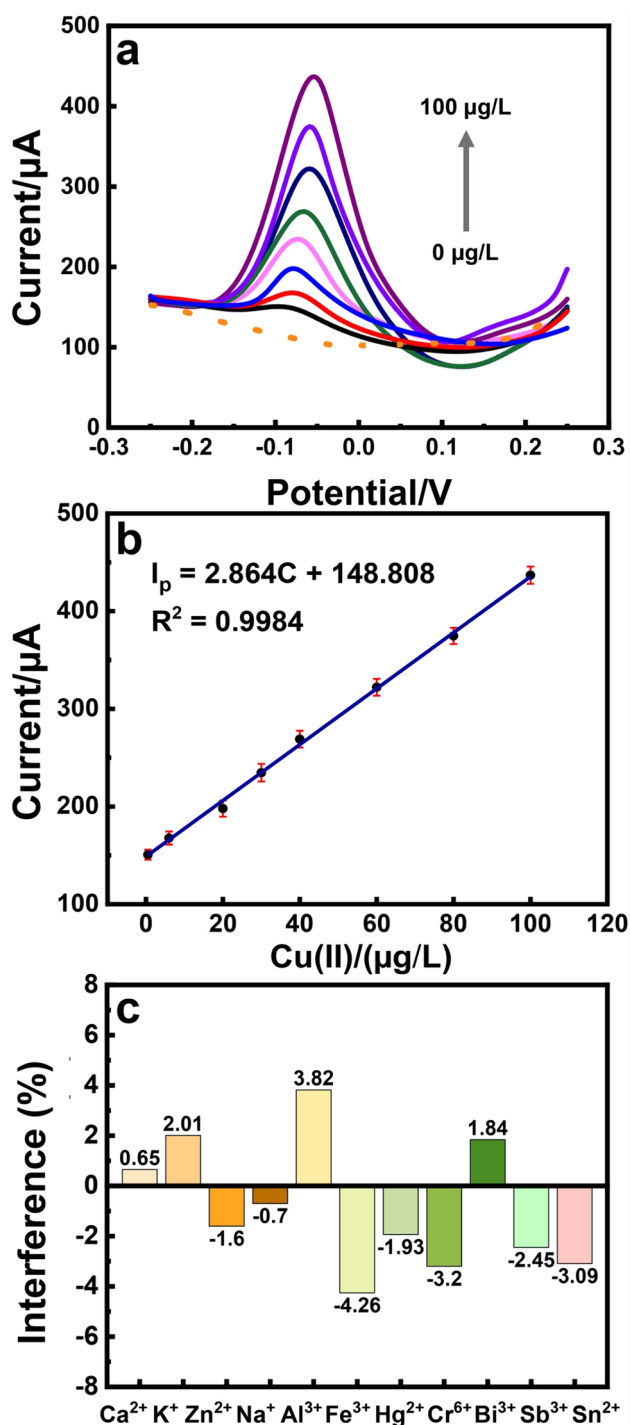 a
Current/µA
500
400
300
200
100
0
100 µg/L
0 µg/L
-0.3 -0.2 -0.1 0.0 0.1 0.2 0.3
Potential/V
b
Current/µA
500
400
300
200
100
Iₚ = 2.864C + 148.808
R² = 0.9984
0 20 40 60 80 100 120
Cu(II)/(µg/L)
c
Interference (%)
8
6
4
2
0
-2
-4
-6
-8
0.65
2.01
-1.6
-0.7
3.82
-4.26
-1.93
-3.2
1.84
-2.45
-3.09
Ca²⁺ K⁺ Zn²⁺ Na⁺ Al³⁺ Fe³⁺ Hg²⁺ Cr⁶⁺ Bi³⁺ Sb³⁺ Sn²⁺